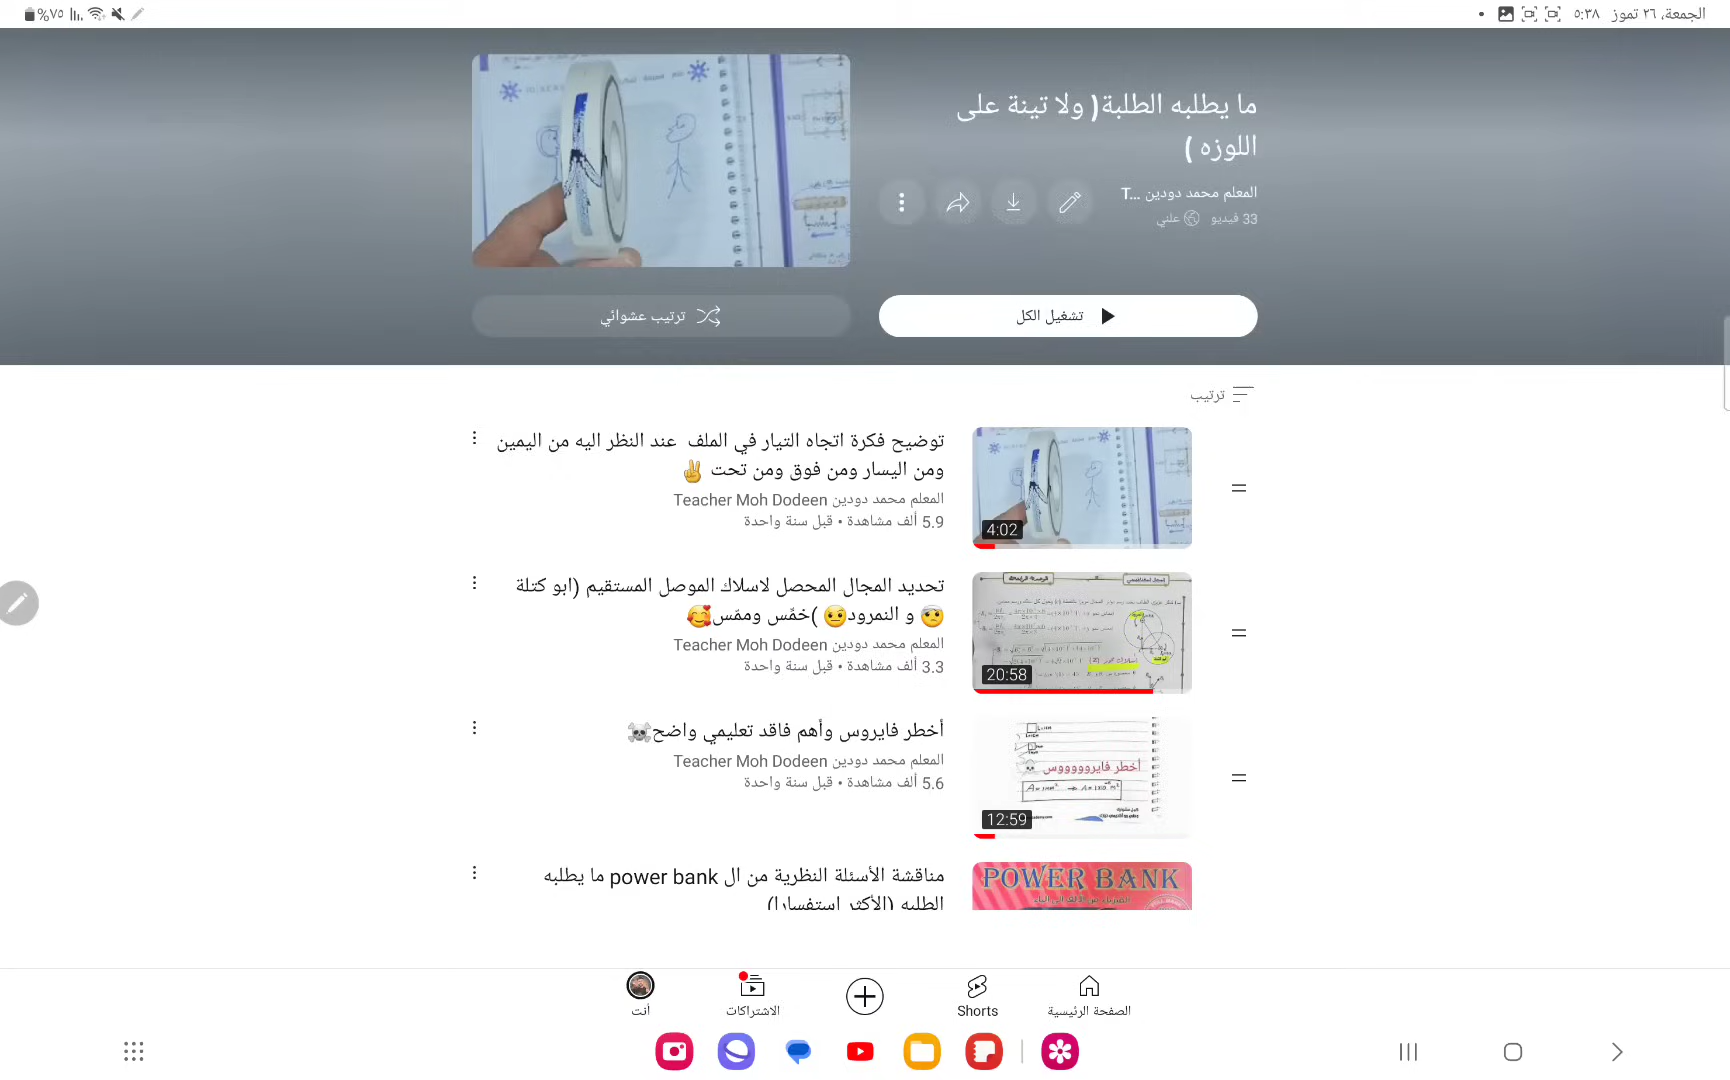 الجمعة، ٢٦ تموز ٥:٣٨
%٧٥
ما يطلبه الطلبة( ولا تينة على
اللوزه )
المعلم محمد دودين T...
33 فيديو علني
تشغيل الكل
ترتيب عشوائي
ترتيب
توضيح فكرة اتجاه التيار في الملف عند النظر اليه من اليمين
ومن اليسار ومن فوق ومن تحت ✌️
المعلم محمد دودين Teacher Moh Dodeen
5.9 ألف مشاهدة • قبل سنة واحدة
4:02
تحديد المجال المحصل لاسلاك الموصل المستقيم (ابو كتلة
🤕 و النمرود🤨 )خمّس ومسّس🥰
المعلم محمد دودين Teacher Moh Dodeen
3.3 ألف مشاهدة • قبل سنة واحدة
20:58
أخطر فايروس وأهم فاقد تعليمي واضح☠️
المعلم محمد دودين Teacher Moh Dodeen
5.6 ألف مشاهدة • قبل سنة واحدة
أخطر فايرووووووس
12:59
مناقشة الأسئلة النظرية من ال power bank ما يطلبه
الطلبه (الأكثر استفسارا)
POWER BANK
الصفحة الرئيسية
Shorts
الاشتراكات
أنت